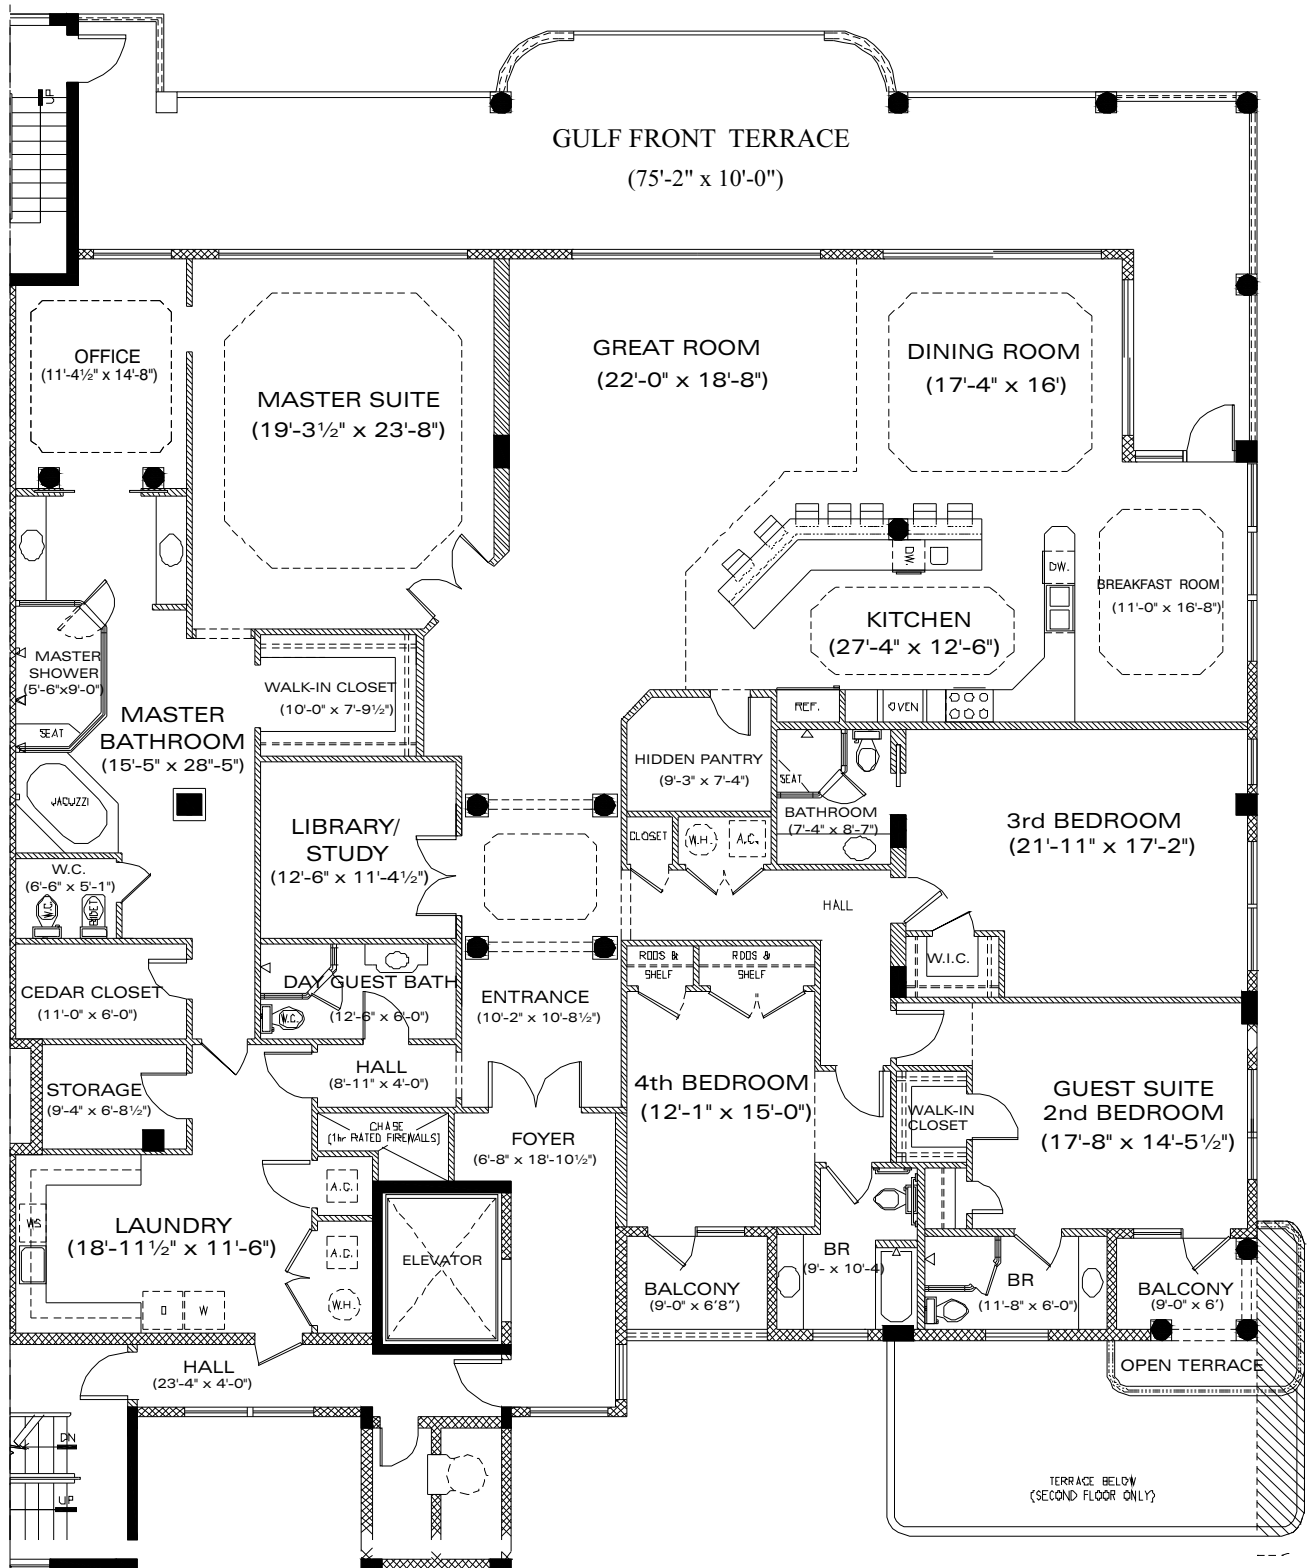 UP
GULF FRONT TERRACE
(75'-2" x 10'-0")
OFFICE
(11'-4½" x 14'-8")
MASTER SUITE
(19'-3½" x 23'-8")
GREAT ROOM
(22'-0" x 18'-8")
DINING ROOM
(17'-4" x 16')
DW.
DW.
BREAKFAST ROOM
(11'-0" x 16'-8")
KITCHEN
(27'-4" x 12'-6")
REF.
OVEN
MASTER
SHOWER
(5'-6"x9'-0")
SEAT
MASTER
BATHROOM
(15'-5" x 28"-5")
JACUZZI
WALK-IN CLOSET
(10'-0" x 7'-9½")
HIDDEN PANTRY
(9'-3" x 7'-4")
SEAT
BATHROOM
(7'-4" x 8'-7")
CLOSET
W.H.
A.C.
3rd BEDROOM
(21'-11" x 17'-2")
LIBRARY/
STUDY
(12'-6" x 11'-4½")
W.C.
(6'-6" x 5'-1")
W.C.
BIDET
HALL
W.I.C.
RODS &
SHELF
RODS &
SHELF
CEDAR CLOSET
(11'-0" x 6'-0")
DAY GUEST BATH
(12'-6" x 6'-0")
W.C.
ENTRANCE
(10'-2" x 10'-8½")
HALL
(8'-11" x 4'-0")
STORAGE
(9'-4" x 6'-8½")
4th BEDROOM
(12'-1" x 15'-0")
WALK-IN
CLOSET
GUEST SUITE
2nd BEDROOM
(17'-8" x 14'-5½")
CHASE
(1hr RATED FIREWALLS)
FOYER
(6'-8" x 18'-10½")
A.C.
WS
LAUNDRY
(18'-11½" x 11'-6")
A.C.
W.H.
D
W
ELEVATOR
BALCONY
(9'-0" x 6'8")
BR
(9'- x 10'-4)
BR
(11'-8" x 6'-0")
BALCONY
(9'-0" x 6')
HALL
(23'-4" x 4'-0")
OPEN TERRACE
DN
UP
TERRACE BELOW
(SECOND FLOOR ONLY)